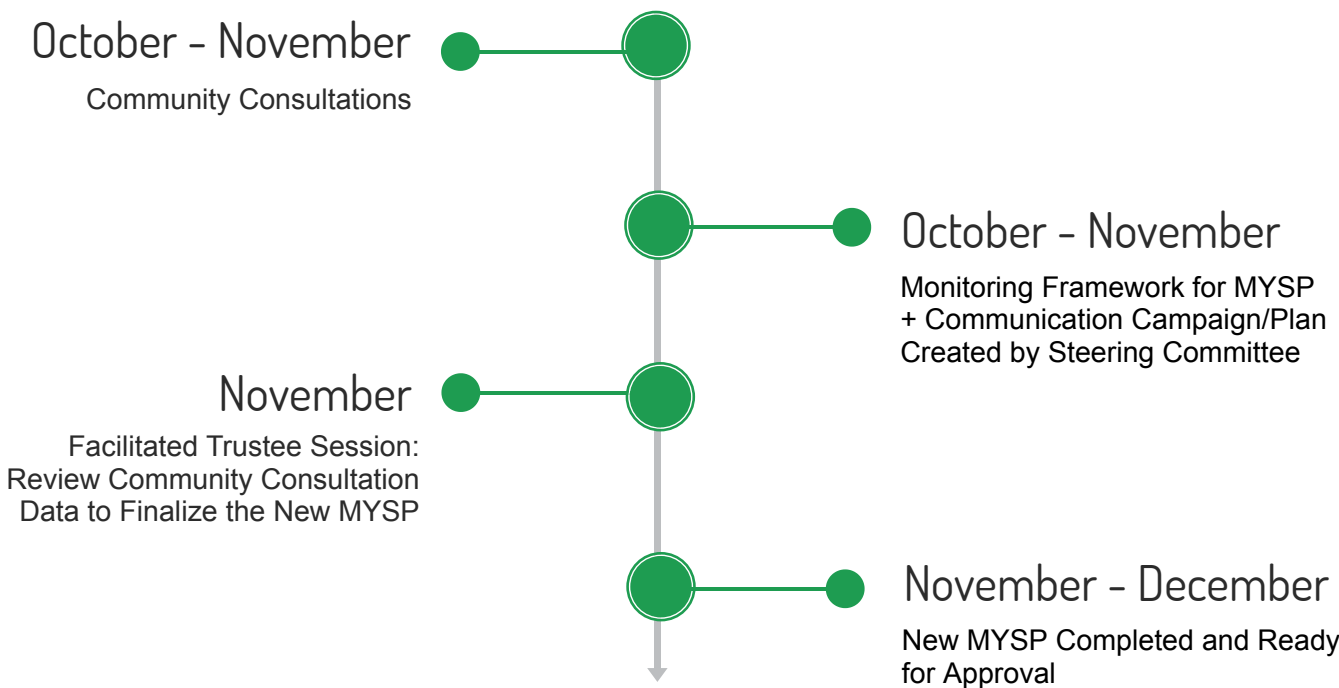 October - November
Community Consultations
October - November
Monitoring Framework for MYSP
+ Communication Campaign/Plan
Created by Steering Committee
November
Facilitated Trustee Session:
Review Community Consultation
Data to Finalize the New MYSP
November - December
New MYSP Completed and Ready
for Approval